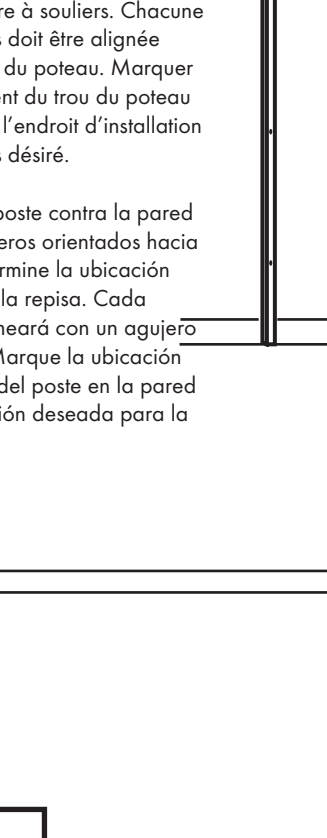 re à souliers. Chacune
s doit être alignée
du poteau. Marquer
ent du trou du poteau
l'endroit d'installation
s désiré.
poste contra la pared
eros orientados hacia
rmine la ubicación
la repisa. Cada
neará con un agujero
Marque la ubicación
del poste en la pared
ión deseada para la